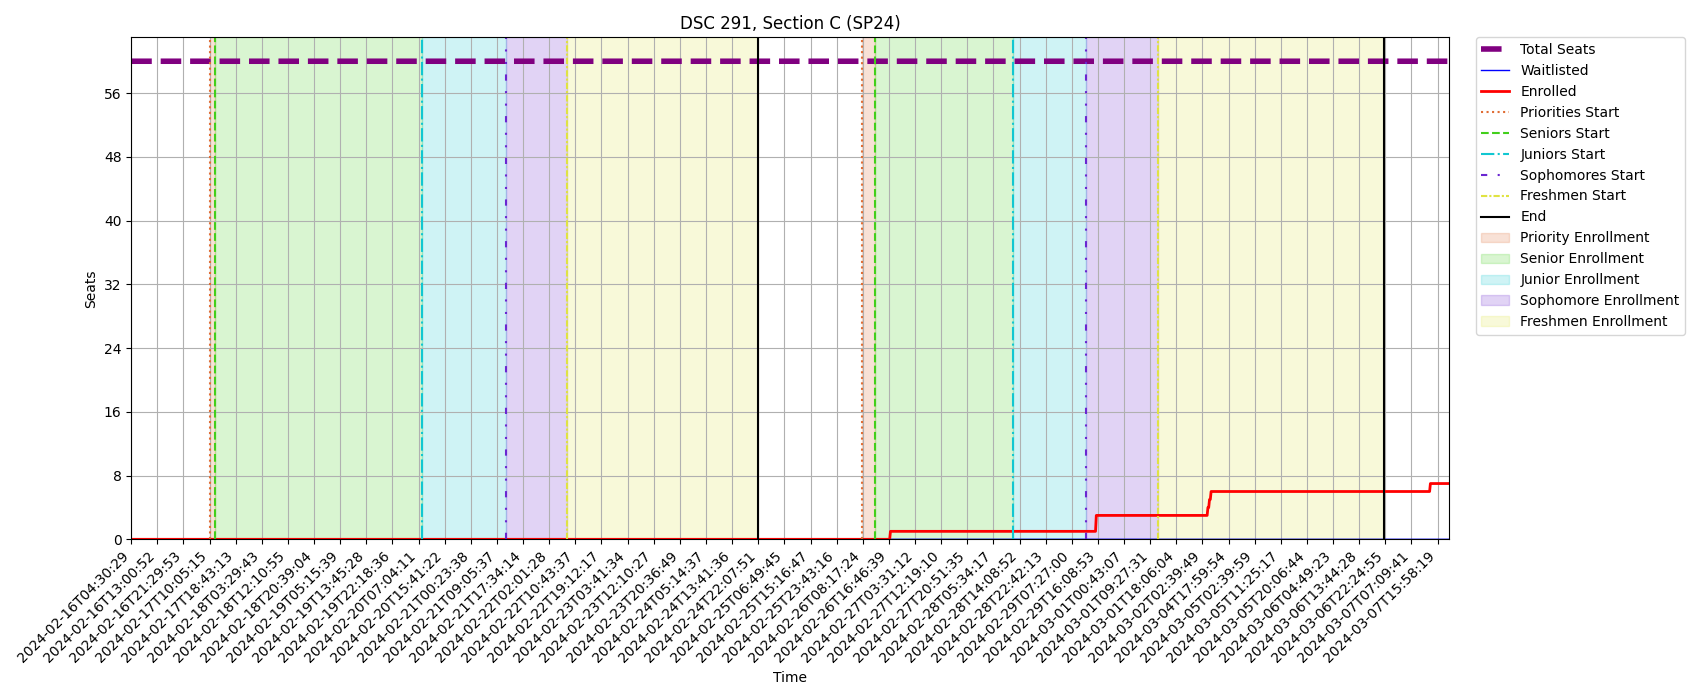 DSC 291, Section C (SP24)
Seats
56
48
40
32
24
16
8
0
2024-02-16T04:30:29
2024-02-16T13:00:52
2024-02-16T21:29:53
2024-02-17T10:05:15
2024-02-17T18:43:13
2024-02-18T03:29:43
2024-02-18T12:10:55
2024-02-18T20:39:04
2024-02-19T05:15:39
2024-02-19T13:45:28
2024-02-19T22:18:36
2024-02-20T07:04:11
2024-02-20T15:41:22
2024-02-21T00:23:38
2024-02-21T09:05:37
2024-02-21T17:34:14
2024-02-22T02:01:28
2024-02-22T10:43:37
2024-02-22T19:12:17
2024-02-23T03:41:34
2024-02-23T12:10:27
2024-02-23T20:36:49
2024-02-24T05:14:37
2024-02-24T13:41:36
2024-02-24T22:07:51
2024-02-25T06:49:45
2024-02-25T15:16:47
2024-02-25T23:43:16
2024-02-26T08:17:24
2024-02-26T16:46:39
2024-02-27T03:31:12
2024-02-27T12:19:10
2024-02-27T20:51:35
2024-02-28T05:34:17
2024-02-28T14:08:52
2024-02-28T22:42:13
2024-02-29T07:27:00
2024-02-29T16:08:53
2024-03-01T00:43:07
2024-03-01T09:27:31
2024-03-01T18:06:04
2024-03-02T02:39:49
2024-03-04T17:59:54
2024-03-05T02:39:59
2024-03-05T11:25:17
2024-03-05T20:06:44
2024-03-06T04:49:23
2024-03-06T13:44:28
2024-03-06T22:24:55
2024-03-07T07:09:41
2024-03-07T15:58:19
Time
Total Seats
Waitlisted
Enrolled
Priorities Start
Seniors Start
Juniors Start
Sophomores Start
Freshmen Start
End
Priority Enrollment
Senior Enrollment
Junior Enrollment
Sophomore Enrollment
Freshmen Enrollment